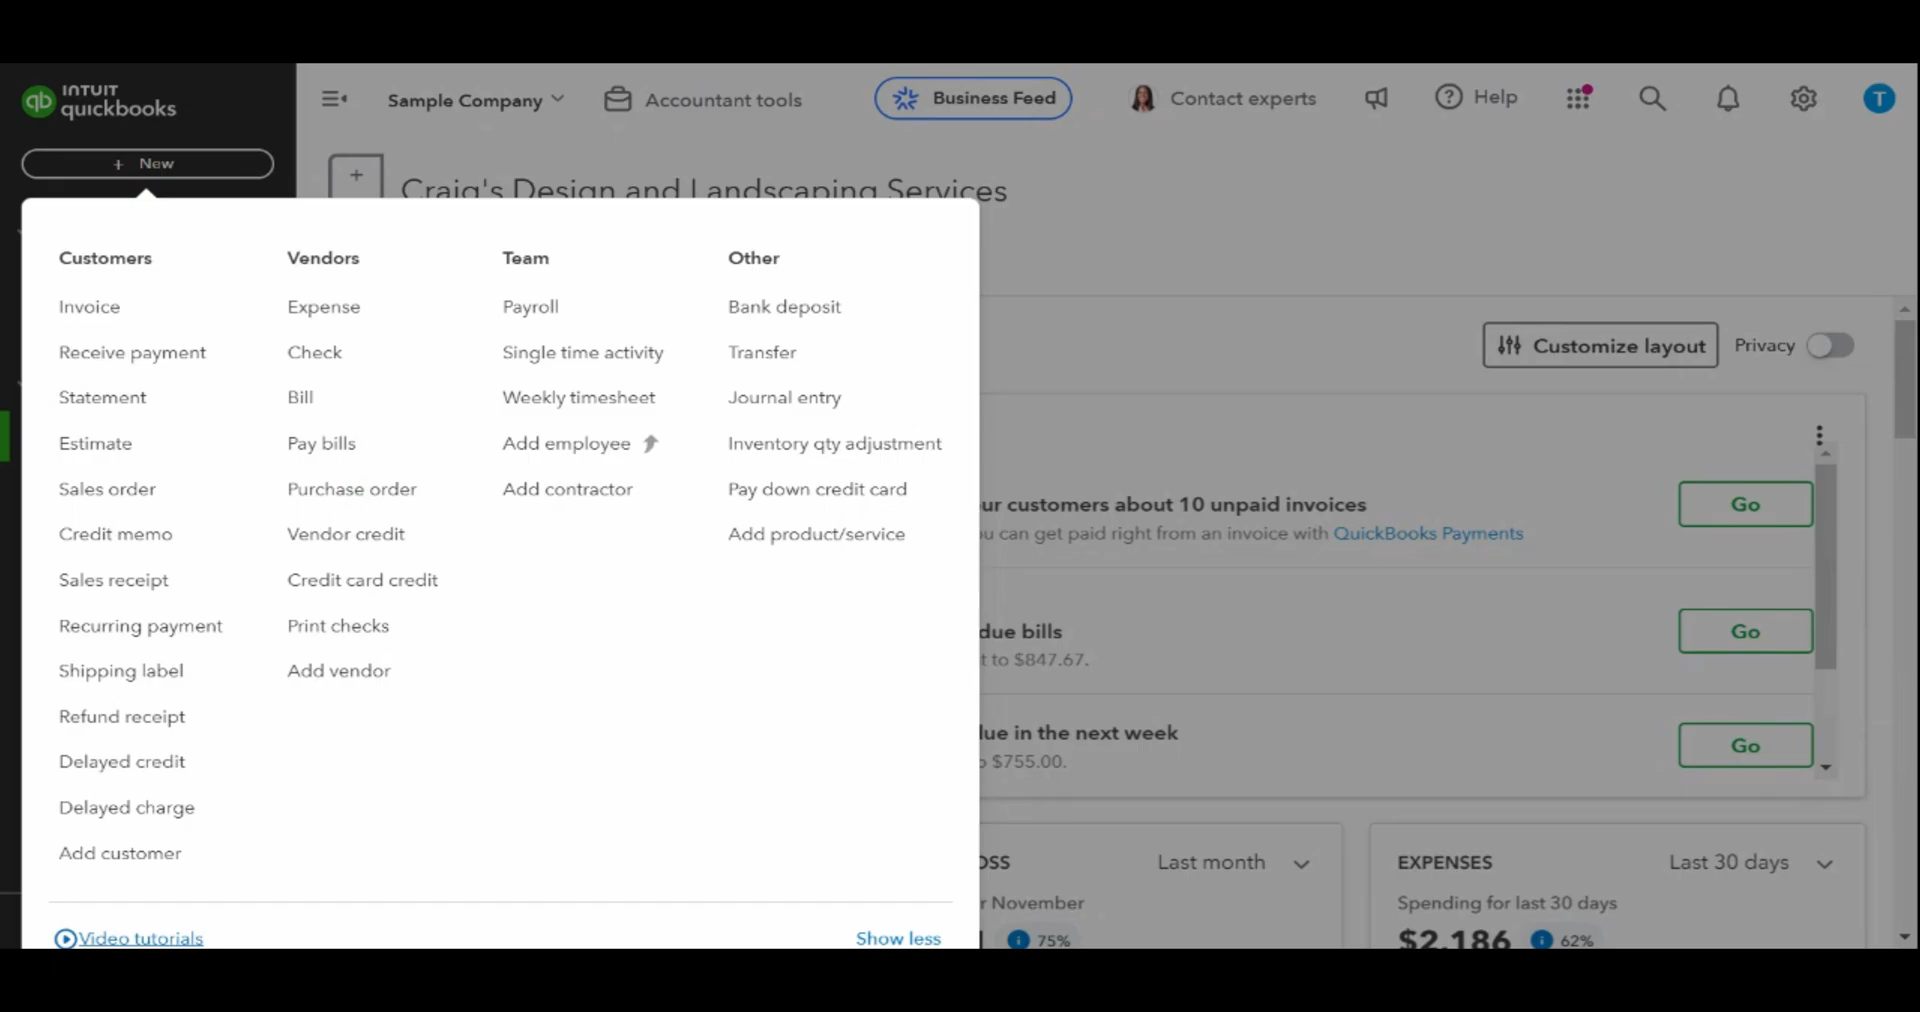 INTUIT
quickbooks
Sample Company
Accountant tools
Business Feed
Contact experts
Help
T
+ New
+
Craig's Design and Landscaping Services
Customers
Invoice
Receive payment
Statement
Estimate
Sales order
Credit memo
Sales receipt
Recurring payment
Shipping label
Refund receipt
Delayed credit
Delayed charge
Add customer
Vendors
Expense
Check
Bill
Pay bills
Purchase order
Vendor credit
Credit card credit
Print checks
Add vendor
Team
Payroll
Single time activity
Weekly timesheet
Add employee
Add contractor
Other
Bank deposit
Transfer
Journal entry
Inventory qty adjustment
Pay down credit card
Add product/service
Video tutorials
Show less
Customize layout
Privacy
customers about 10 unpaid invoices
can get paid right from an invoice with QuickBooks Payments
Go
due bills
to $847.67.
Go
in the next week
$755.00.
Go
Last month
November
75%
EXPENSES
Last 30 days
Spending for last 30 days
$2,186
62%